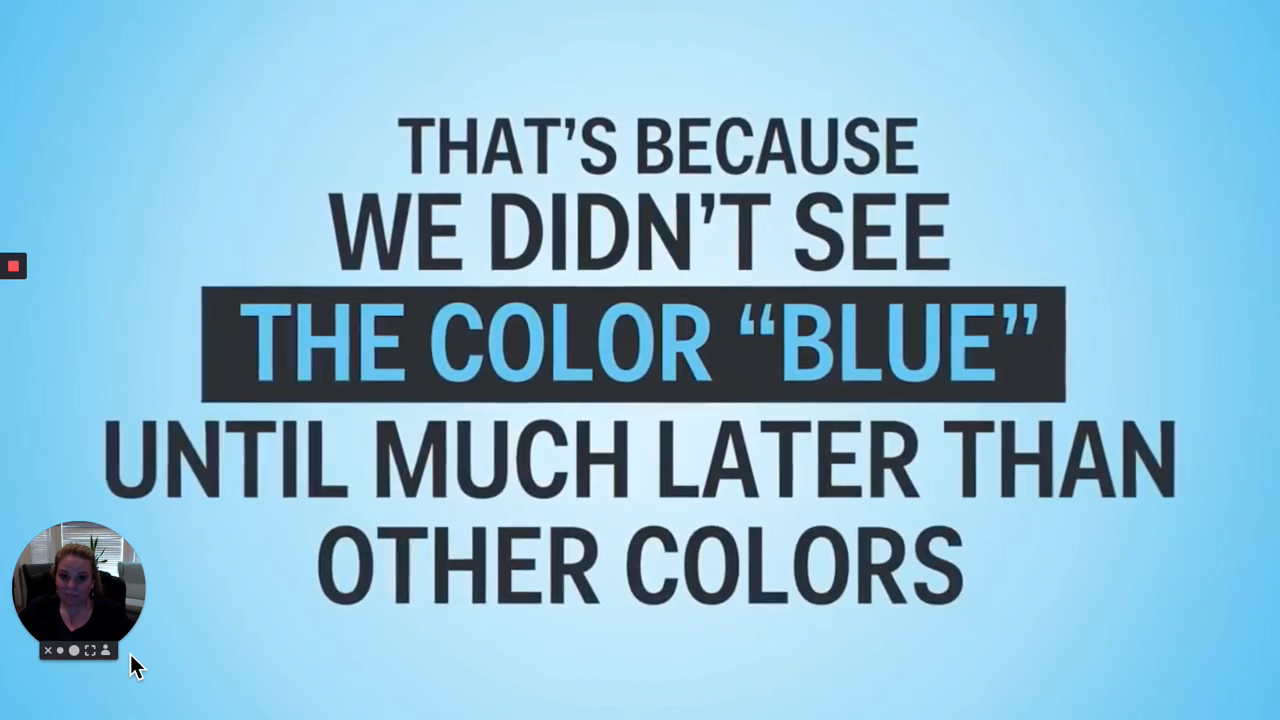 THAT’S BECAUSE
WE DIDN’T SEE
THE COLOR “BLUE”
UNTIL MUCH LATER THAN
OTHER COLORS